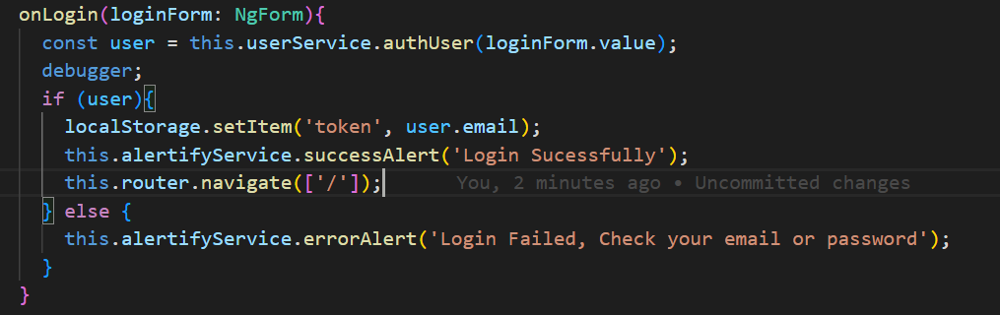 onLogin(loginForm: NgForm){
const user = this.userService.authUser(loginForm.value);
debugger;
if (user){
localStorage.setItem('token', user.email);
this.alertifyService.successAlert('Login Sucessfully');
this.router.navigate(['/']); You, 2 minutes ago • Uncommitted changes
} else {
this.alertifyService.errorAlert('Login Failed, Check your email or password');
}
}